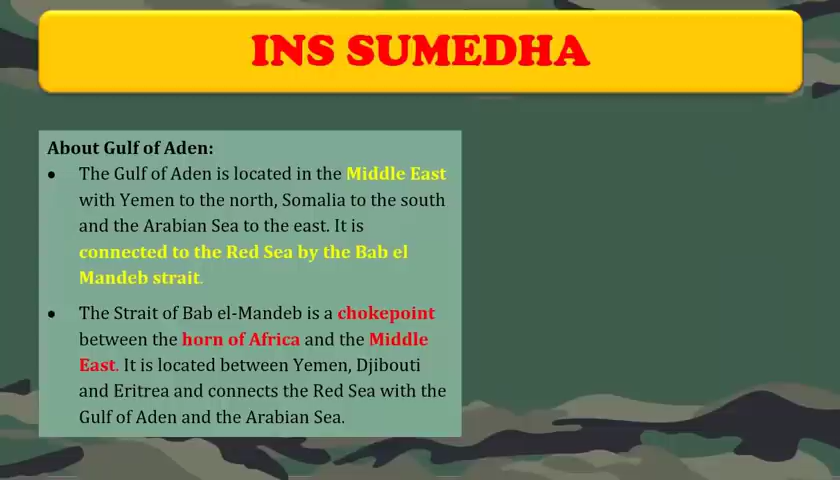 INS SUMEDHA
About Gulf of Aden:
• The Gulf of Aden is located in the Middle East
with Yemen to the north, Somalia to the south
and the Arabian Sea to the east. It is
connected to the Red Sea by the Bab el
Mandeb strait.
• The Strait of Bab el-Mandeb is a chokepoint
between the horn of Africa and the Middle
East. It is located between Yemen, Djibouti
and Eritrea and connects the Red Sea with the
Gulf of Aden and the Arabian Sea.